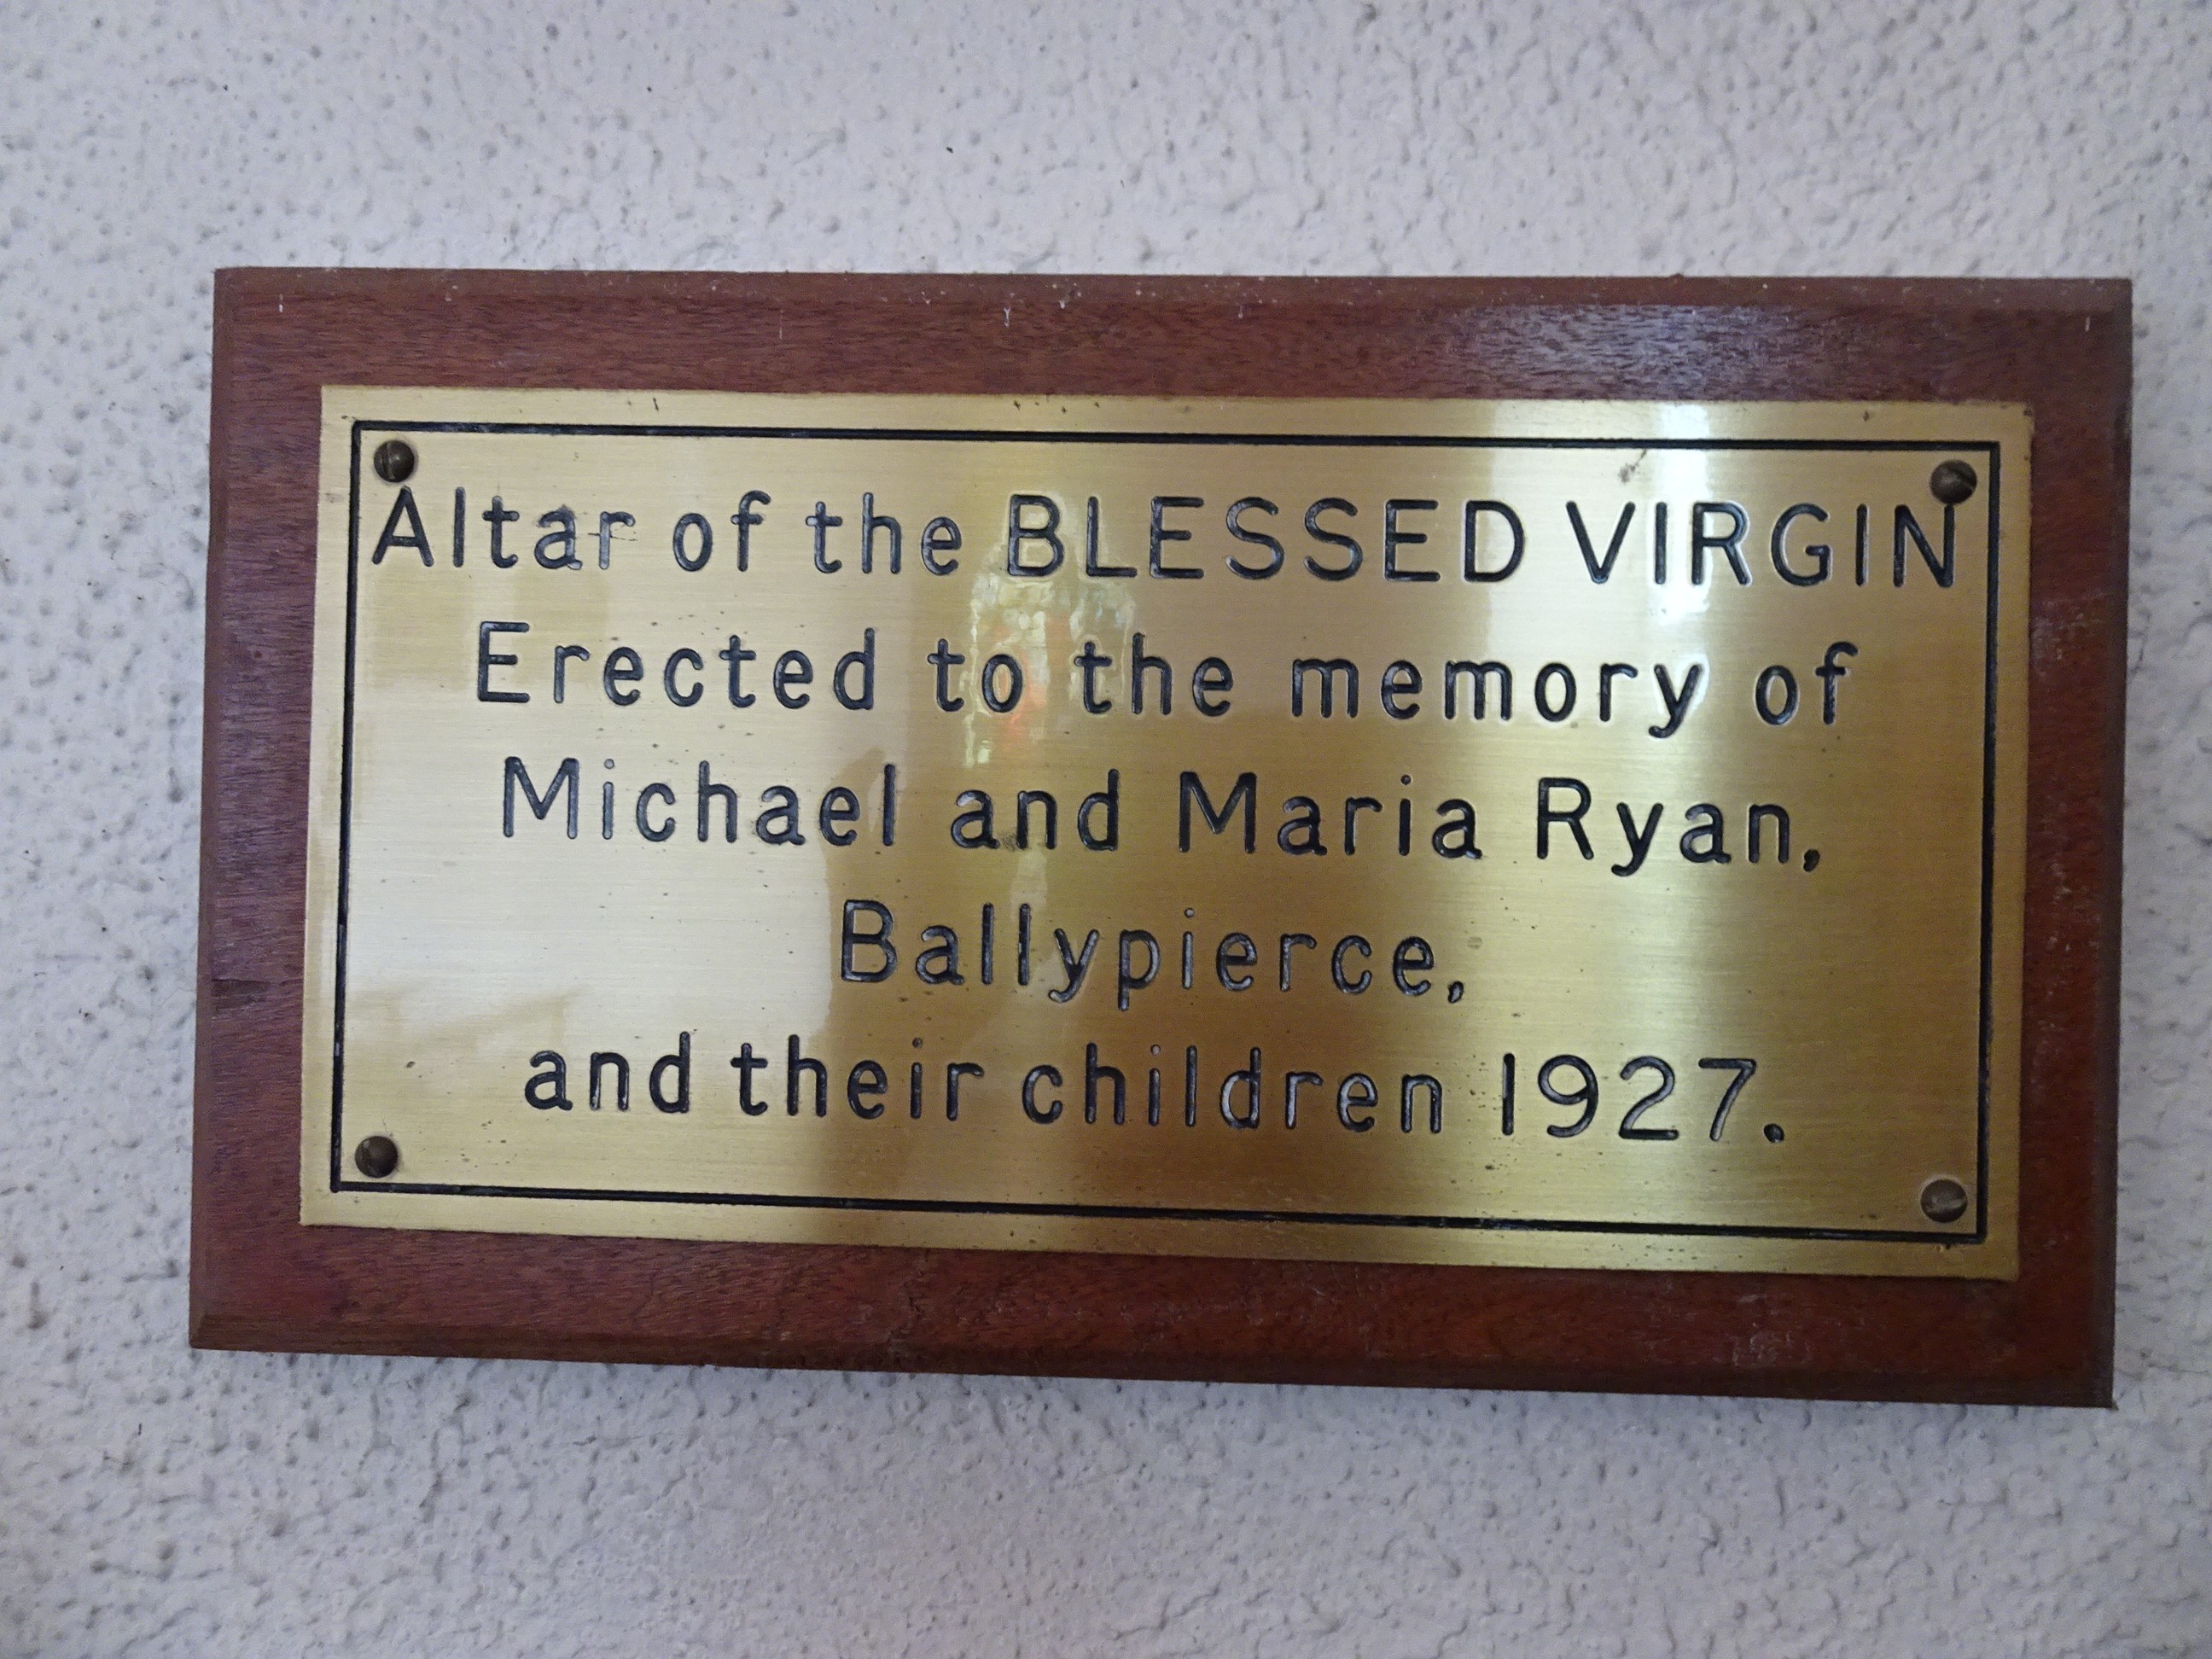 Altar of the BLESSED VIRGIN
Erected to the memory of
Michael and Maria Ryan,
Ballypierce,
and their children 1927.